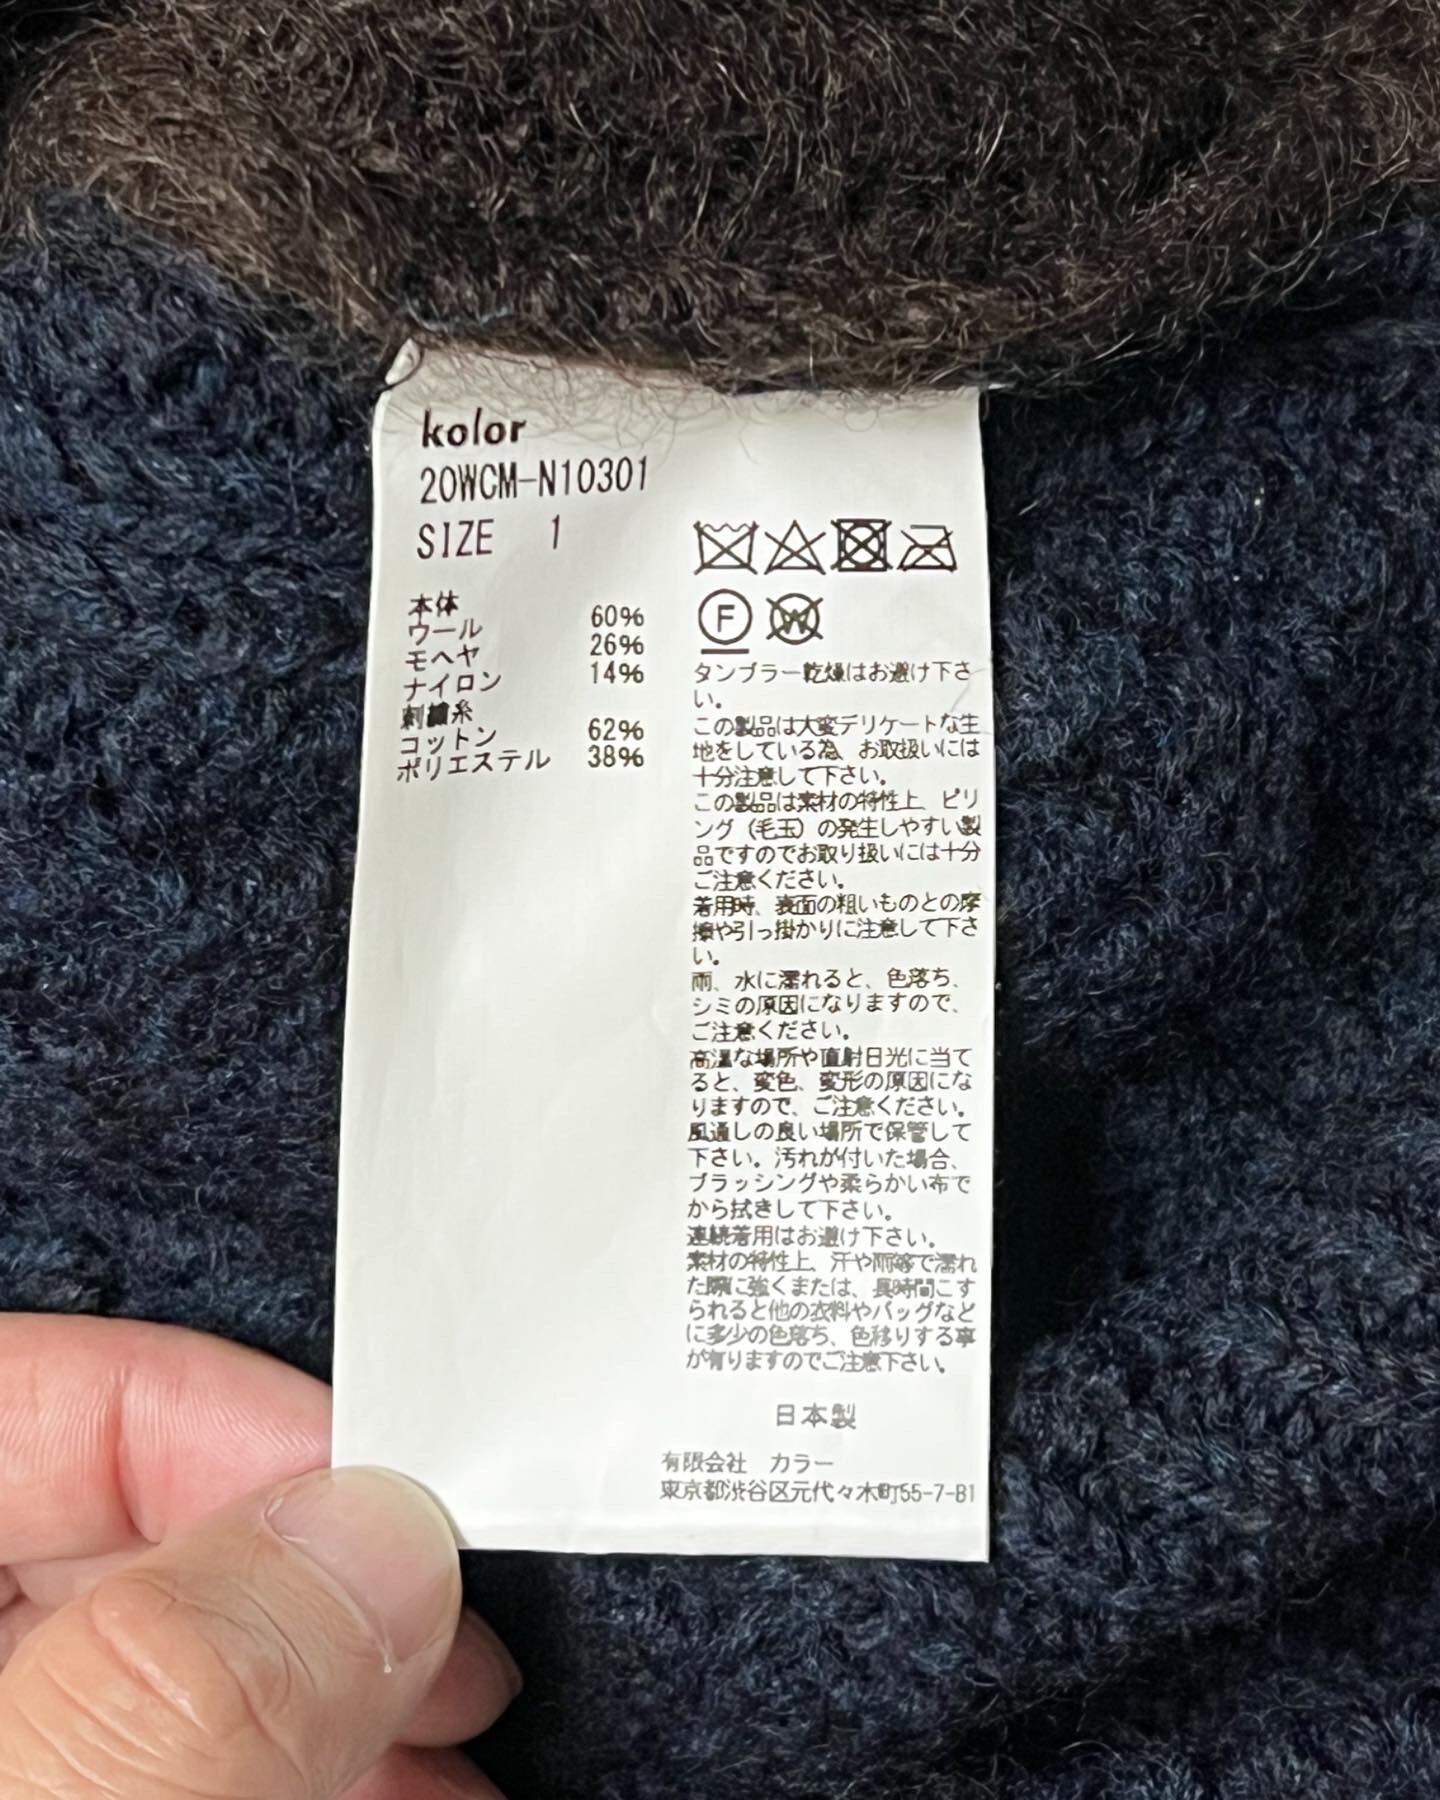 kolor
20WCM-N10301
SIZE 1
本体
ウール 60%
モヘヤ 26%
ナイロン 14%
刺繍糸
コットン 62%
ポリエステル 38%
F
W
タンブラー乾燥はお避け下さ
い。
この製品は大変デリケートな生
地をしている為、お取扱いには
十分注意して下さい。
この製品は素材の特性上、ピリ
ング（毛玉）の発生しやすい製
品ですのでお取り扱いには十分
ご注意ください。
着用時、表面の粗いものとの摩
擦や引っ掛かりに注意して下さ
い。
雨、水に濡れると、色落ち、
シミの原因になりますので、
ご注意ください。
高温な場所や直射日光に当て
ると、変色、変形の原因にな
りますので、ご注意ください。
風通しの良い場所で保管して
下さい。汚れが付いた場合、
ブラッシングや柔らかい布で
から拭きして下さい。
連続着用はお避け下さい。
素材の特性上、汗や雨等で濡れ
た際に強くまたは、長時間こす
られると他の衣料やバッグなど
に多少の色落ち、色移りする事
が有りますのでご注意下さい。
日本製
有限会社 カラー
東京都渋谷区元代々木町55-7-B1